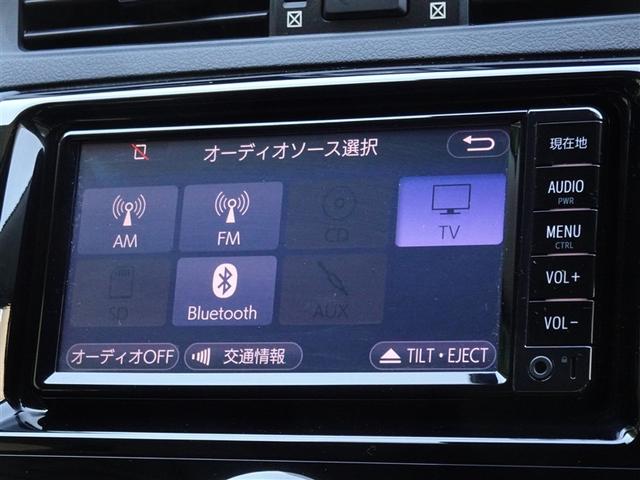 オーディオソース選択
AM
FM
CD
TV
SD
Bluetooth
AUX
オーディオOFF
交通情報
TILT・EJECT
現在地
AUDIO
PWR
MENU
CTRL
VOL+
VOL-